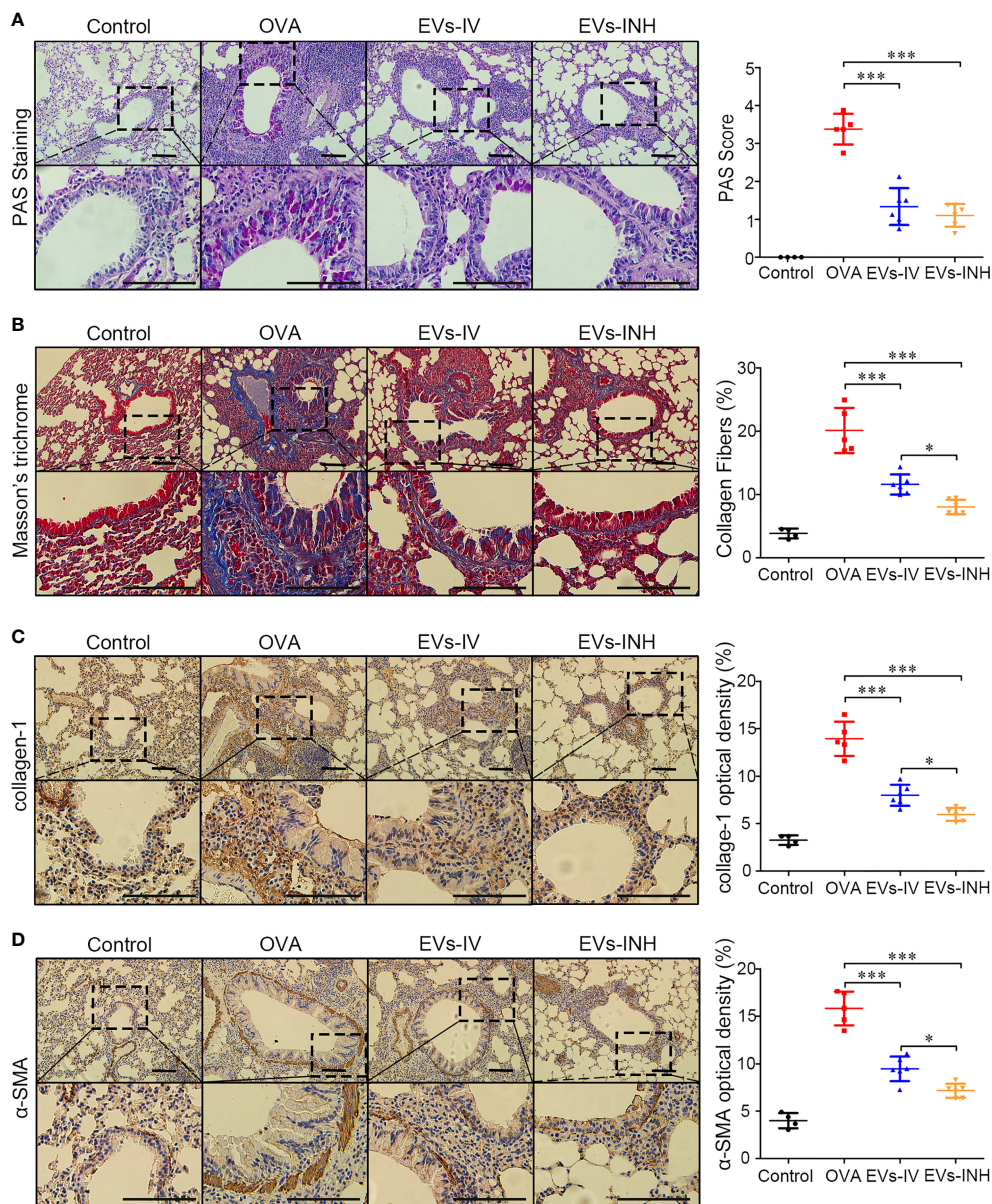 A
Control OVA EVs-IV EVs-INH
PAS Staining
PAS Score
5
4
3
2
1
0
***
***
Control OVA EVs-IV EVs-INH
B
Control OVA EVs-IV EVs-INH
Masson's trichrome
Collagen Fibers (%)
30
20
10
0
***
***
*
Control OVA EVs-IV EVs-INH
C
Control OVA EVs-IV EVs-INH
collagen-1
collage-1 optical density (%)
20
15
10
5
0
***
***
*
Control OVA EVs-IV EVs-INH
D
Control OVA EVs-IV EVs-INH
α-SMA
α-SMA optical density (%)
20
15
10
5
0
***
***
*
Control OVA EVs-IV EVs-INH